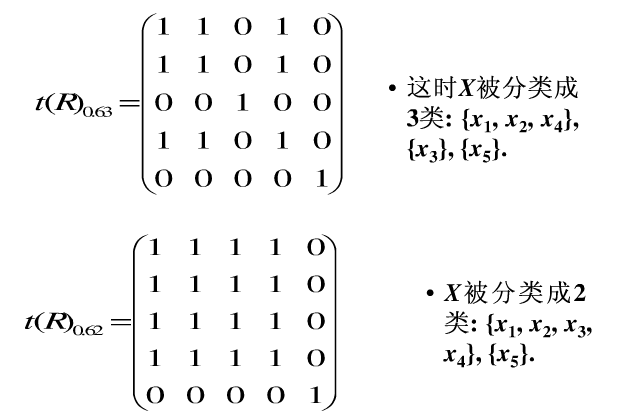 1 1 0 1 0
1 1 0 1 0
t(R)0.63 = 0 0 1 0 0
1 1 0 1 0
0 0 0 0 1
• 这时X被分类成
3类: {x1, x2, x4},
{x3}, {x5}.
1 1 1 1 0
1 1 1 1 0
t(R)0.62 = 1 1 1 1 0
1 1 1 1 0
0 0 0 0 1
• X被分类成2
类: {x1, x2, x3,
x4}, {x5}.